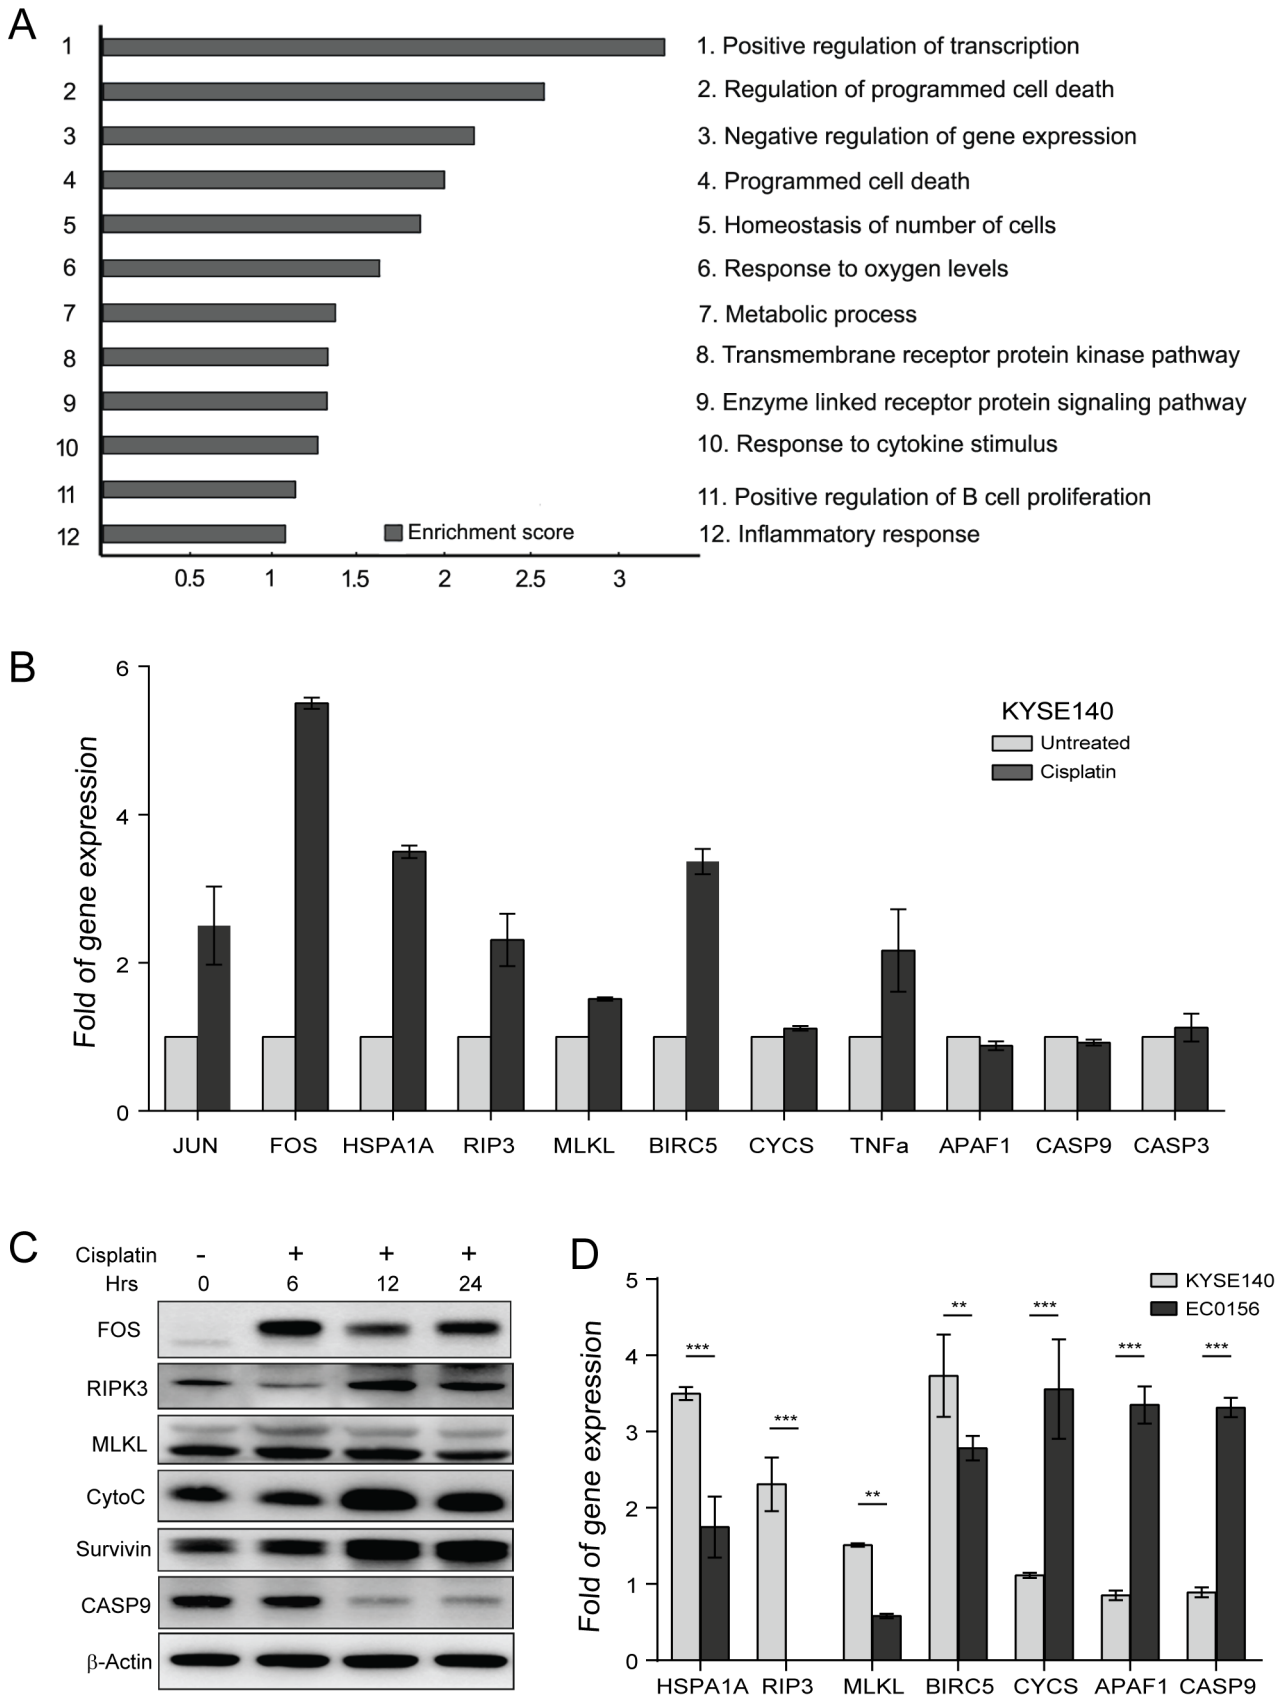 A
1
2
3
4
5
6
7
8
9
10
11
12
1. Positive regulation of transcription
2. Regulation of programmed cell death
3. Negative regulation of gene expression
4. Programmed cell death
5. Homeostasis of number of cells
6. Response to oxygen levels
7. Metabolic process
8. Transmembrane receptor protein kinase pathway
9. Enzyme linked receptor protein signaling pathway
10. Response to cytokine stimulus
11. Positive regulation of B cell proliferation
12. Inflammatory response
Enrichment score
0.5 1 1.5 2 2.5 3
B
Fold of gene expression
6
4
2
0
KYSE140
Untreated
Cisplatin
JUN FOS HSPA1A RIP3 MLKL BIRC5 CYCS TNFa APAF1 CASP9 CASP3
C
Cisplatin - + + +
Hrs 0 6 12 24
FOS
RIPK3
MLKL
CytoC
Survivin
CASP9
β-Actin
D
Fold of gene expression
5
4
3
2
1
0
KYSE140
EC0156
*** *** ** ** *** *** ***
HSPA1A RIP3 MLKL BIRC5 CYCS APAF1 CASP9